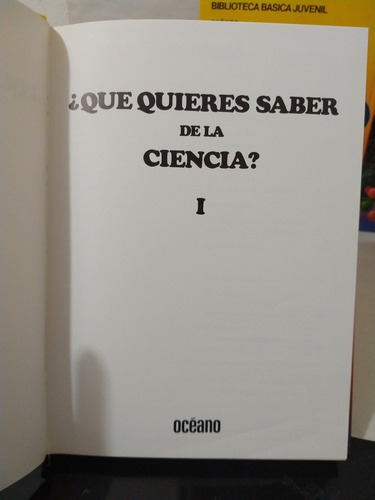 BIBLIOTECA BASICA JUVENIL
¿QUE QUIERES SABER
DE LA
CIENCIA?
I
océano